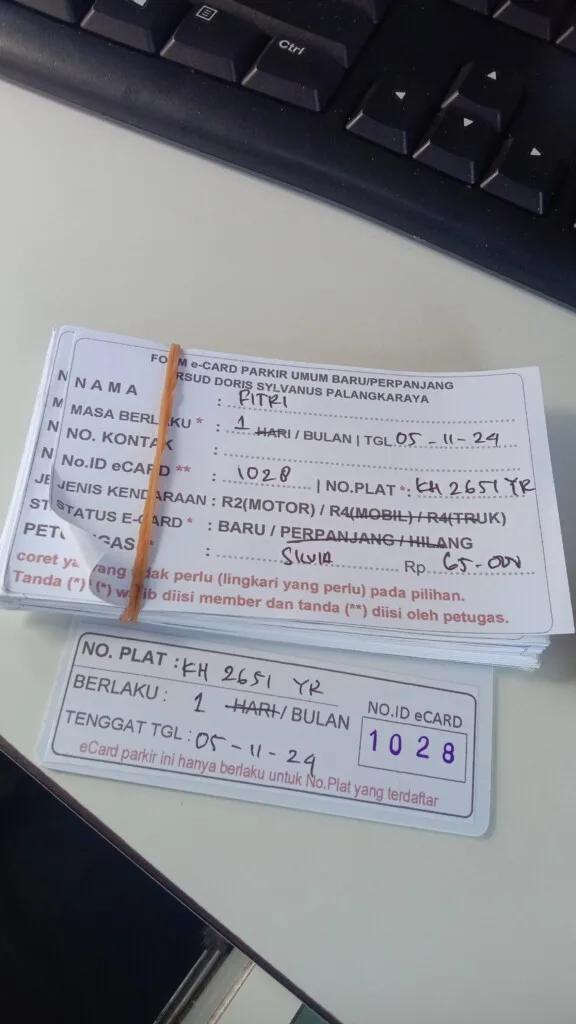 Ctrl
FORM e-CARD PARKIR UMUM BARU/PERPANJANG
RSUD DORIS SYLVANUS PALANGKARAYA
NAMA : FITRI
MASA BERLAKU * : 1 HARI / BULAN | TGL 05-11-24
NO. KONTAK :
No.ID eCARD ** : 1028 | NO.PLAT *: KH 2651 YR
JENIS KENDARAAN : R2(MOTOR) / R4(MOBIL) / R4(TRUK)
STATUS E-CARD * : BARU / PERPANJANG / HILANG
PETUGAS * : SILVIA Rp 65.000
coret yang tidak perlu (lingkari yang perlu) pada pilihan.
Tanda (*) wajib diisi member dan tanda (**) diisi oleh petugas.
NO. PLAT : KH 2651 YR
BERLAKU : 1 HARI / BULAN
NO.ID eCARD
1028
TENGGAT TGL : 05-11-24
eCard parkir ini hanya berlaku untuk No.Plat yang terdaftar